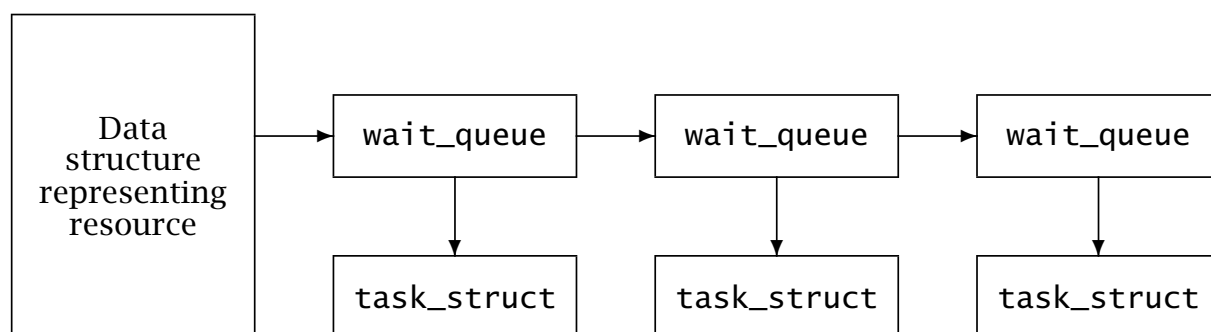 Data
structure
representing
resource
wait_queue
wait_queue
wait_queue
task_struct
task_struct
task_struct